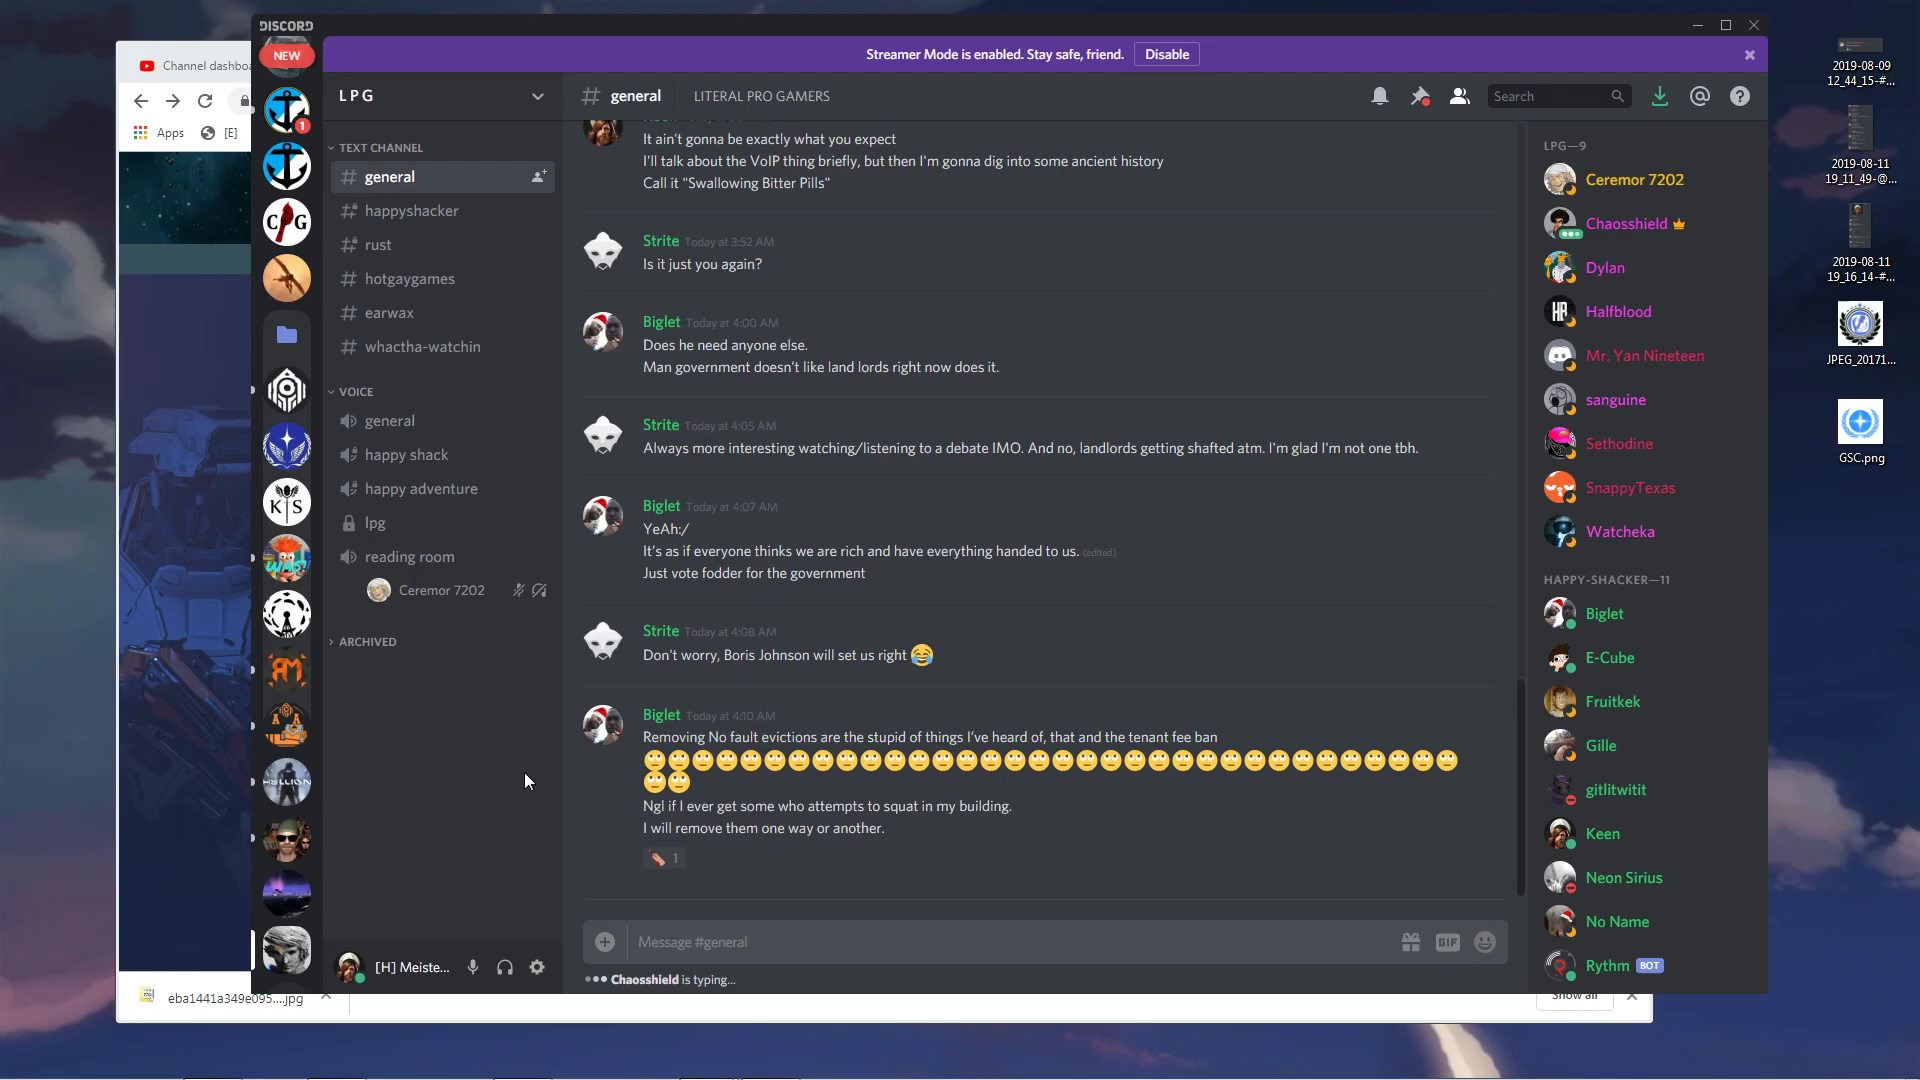 DISCORD
NEW
Channel dashboa
Apps
[E]
Streamer Mode is enabled. Stay safe, friend.
Disable
LPG
general
LITERAL PRO GAMERS
Search
TEXT CHANNEL
general
happyshacker
rust
hotgaygames
earwax
whactha-watchin
VOICE
general
happy shack
happy adventure
lpg
reading room
Ceremor 7202
ARCHIVED
[H] Meiste...
1
CG
KS
WAS!
AA
HELLION
It ain't gonna be exactly what you expect
I'll talk about the VoIP thing briefly, but then I'm gonna dig into some ancient history
Call it "Swallowing Bitter Pills"
Strite Today at 3:52 AM
Is it just you again?
Biglet Today at 4:00 AM
Does he need anyone else.
Man government doesn’t like land lords right now does it.
Strite Today at 4:05 AM
Always more interesting watching/listening to a debate IMO. And no, landlords getting shafted atm. I'm glad I'm not one tbh.
Biglet Today at 4:07 AM
YeAh:/
It’s as if everyone thinks we are rich and have everything handed to us. (edited)
Just vote fodder for the government
Strite Today at 4:08 AM
Don't worry, Boris Johnson will set us right 😂
Biglet Today at 4:10 AM
Removing No fault evictions are the stupid of things I’ve heard of, that and the tenant fee ban
🙄🙄🙄🙄🙄🙄🙄🙄🙄🙄🙄🙄🙄🙄🙄🙄🙄🙄🙄🙄🙄🙄🙄🙄🙄🙄🙄🙄🙄🙄🙄🙄🙄🙄
🙄🙄
Ngl if I ever get some who attempts to squat in my building.
I will remove them one way or another.
1
Message #general
GIF
Chaosshield is typing...
LPG—9
Ceremor 7202
Chaosshield
Dylan
HR
Halfblood
Mr. Yan Nineteen
sanguine
Sethodine
SnappyTexas
Watcheka
HAPPY-SHACKER—11
Biglet
E-Cube
Fruitkek
Gille
gitlitwitit
Keen
Neon Sirius
No Name
Rythm BOT
2019-08-09
12_44_15-#...
2019-08-11
19_11_49-@...
2019-08-11
19_16_14-#...
JPEG_20171...
GSC.png
eba1441a349e095....jpg
Show all